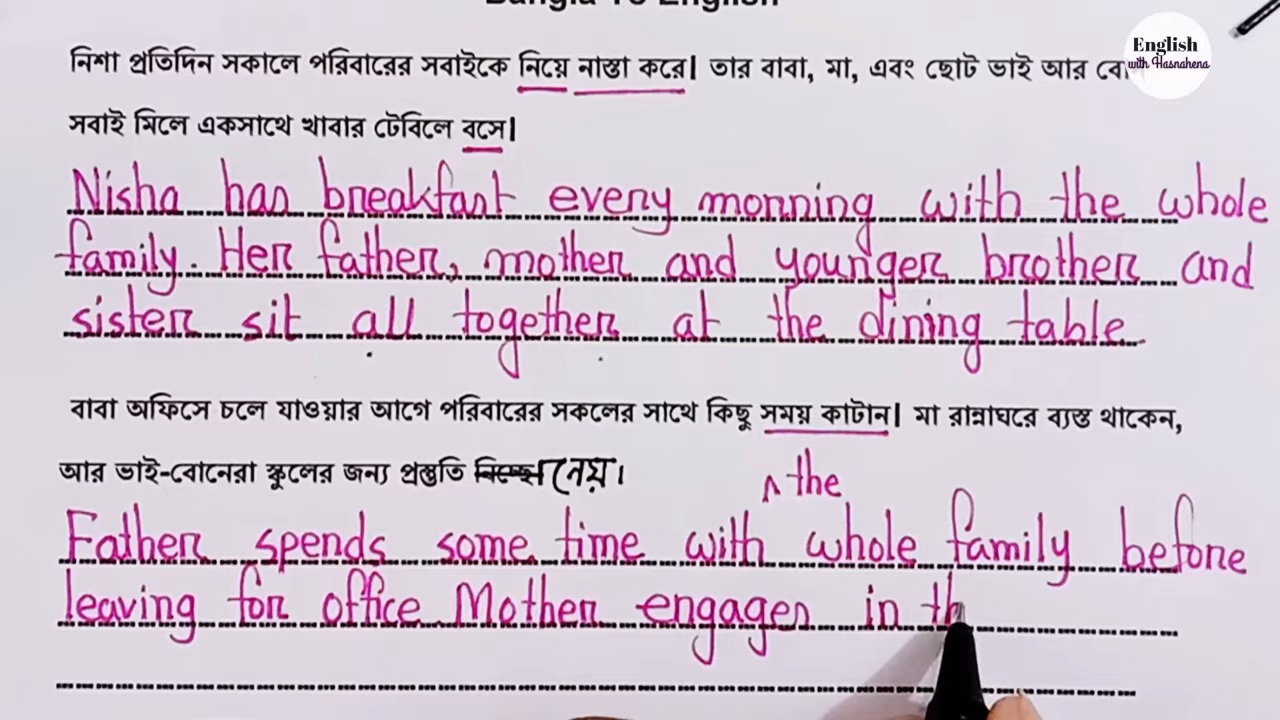 Bangla To English
English
with Hasnahena
নিশা প্রতিদিন সকালে পরিবারের সবাইকে নিয়ে নাস্তা করে। তার বাবা, মা, এবং ছোট ভাই আর
সবাই মিলে একসাথে খাবার টেবিলে বসে।
Nisha has breakfast every morning with the whole
family. Her father, mother and younger brother and
sister sit all together at the dining table.
বাবা অফিসে চলে যাওয়ার আগে পরিবারের সকলের সাথে কিছু সময় কাটান। মা রান্নাঘরে ব্যস্ত থাকেন,
আর ভাই-বোনেরা স্কুলের জন্য প্রস্তুতি নেয়।
^ the
Father spends some time with whole family before
leaving for office. Mother engages in th